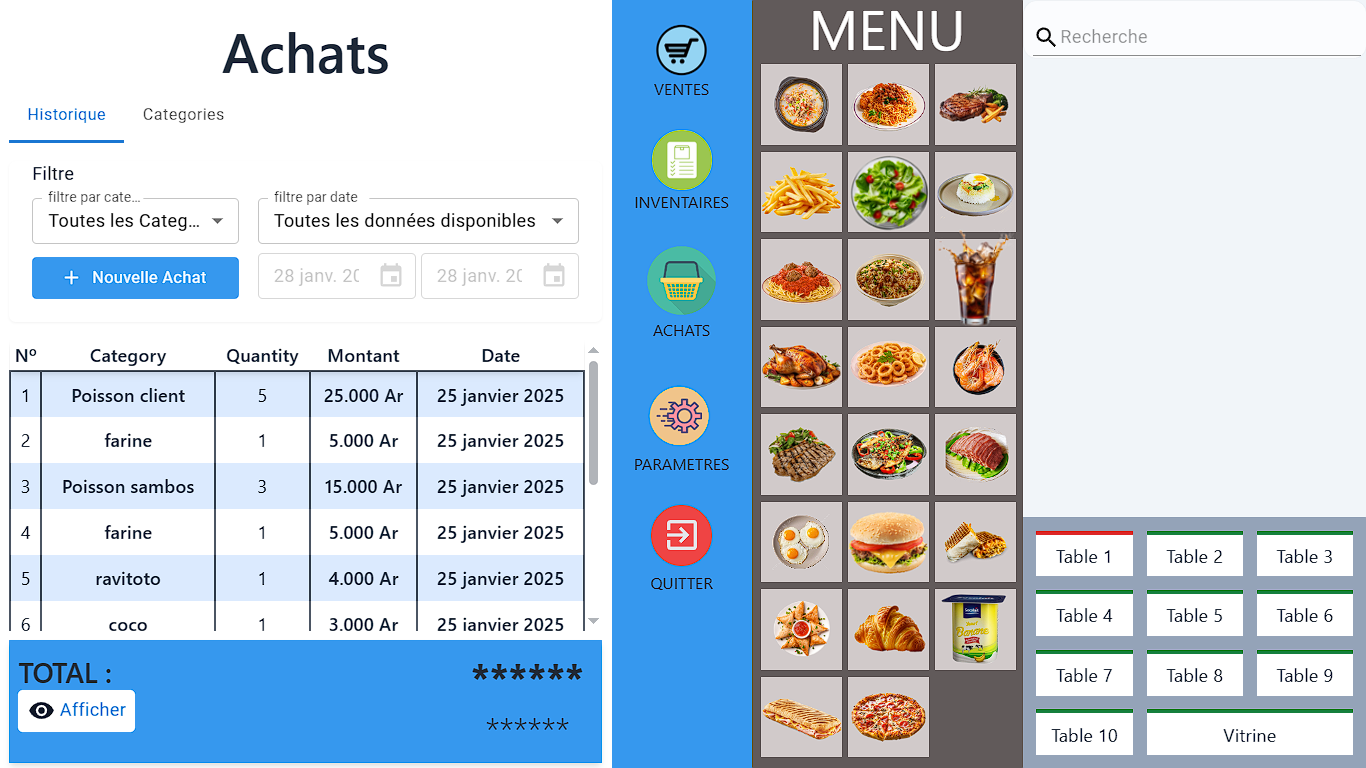 Achats
Historique Categories
Filtre
filtre par cate...
Toutes les Categ...
filtre par date
Toutes les données disponibles
+ Nouvelle Achat
28 janv. 20
28 janv. 20
Nº Category Quantity Montant Date
1 Poisson client 5 25.000 Ar 25 janvier 2025
2 farine 1 5.000 Ar 25 janvier 2025
3 Poisson sambos 3 15.000 Ar 25 janvier 2025
4 farine 1 5.000 Ar 25 janvier 2025
5 ravitoto 1 4.000 Ar 25 janvier 2025
6 coco 1 3.000 Ar 25 janvier 2025
TOTAL : ******
Afficher
******
VENTES
INVENTAIRES
ACHATS
PARAMETRES
QUITTER
MENU
Banane
Recherche
Table 1 Table 2 Table 3
Table 4 Table 5 Table 6
Table 7 Table 8 Table 9
Table 10 Vitrine